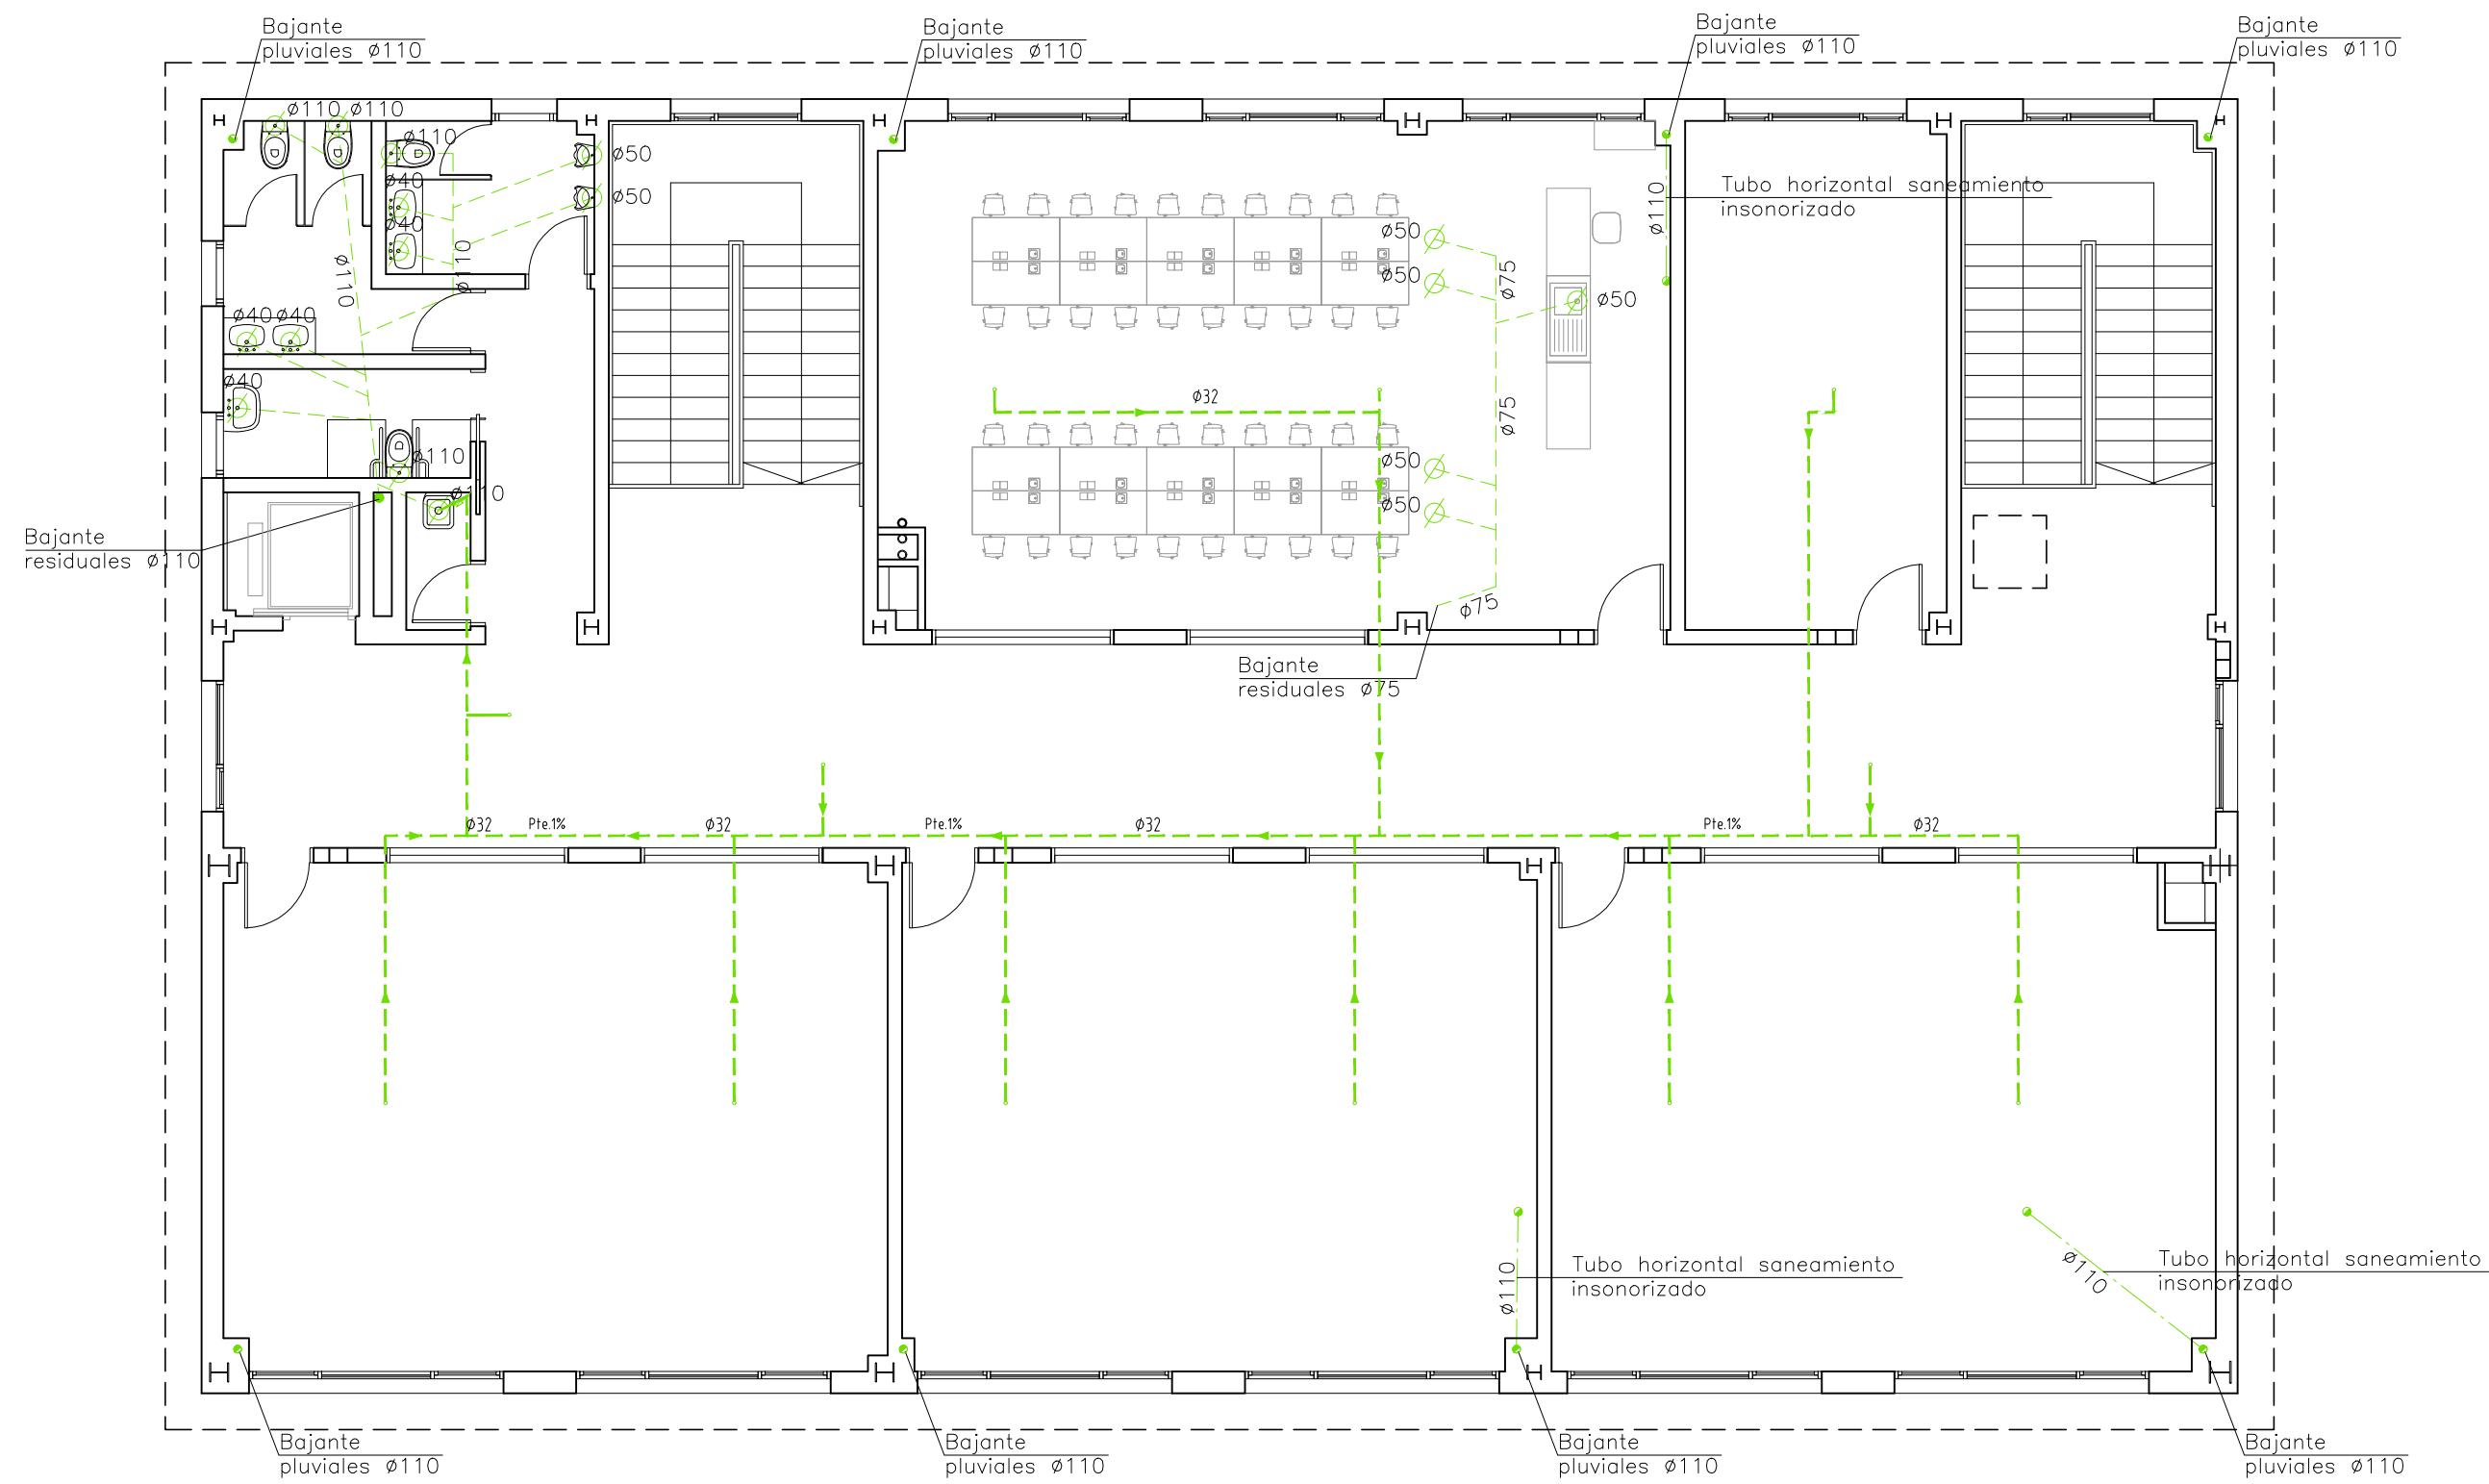 Bajante
pluviales ø110
Bajante
pluviales ø110
Bajante
pluviales ø110
Bajante
pluviales ø110
ø110
ø110
ø110
ø50
ø40
ø50
ø40
ø110
ø110
Tubo horizontal saneamiento
insonorizado
ø110
ø50
ø50
ø75
ø50
ø40
ø40
ø40
ø32
ø75
ø110
ø50
ø110
ø50
Bajante
residuales ø110
ø75
Bajante
residuales ø75
ø32
Pte.1%
ø32
Pte.1%
ø32
Pte.1%
ø32
ø110
Tubo horizontal saneamiento
insonorizado
ø110
Tubo horizontal saneamiento
insonorizado
Bajante
pluviales ø110
Bajante
pluviales ø110
Bajante
pluviales ø110
Bajante
pluviales ø110